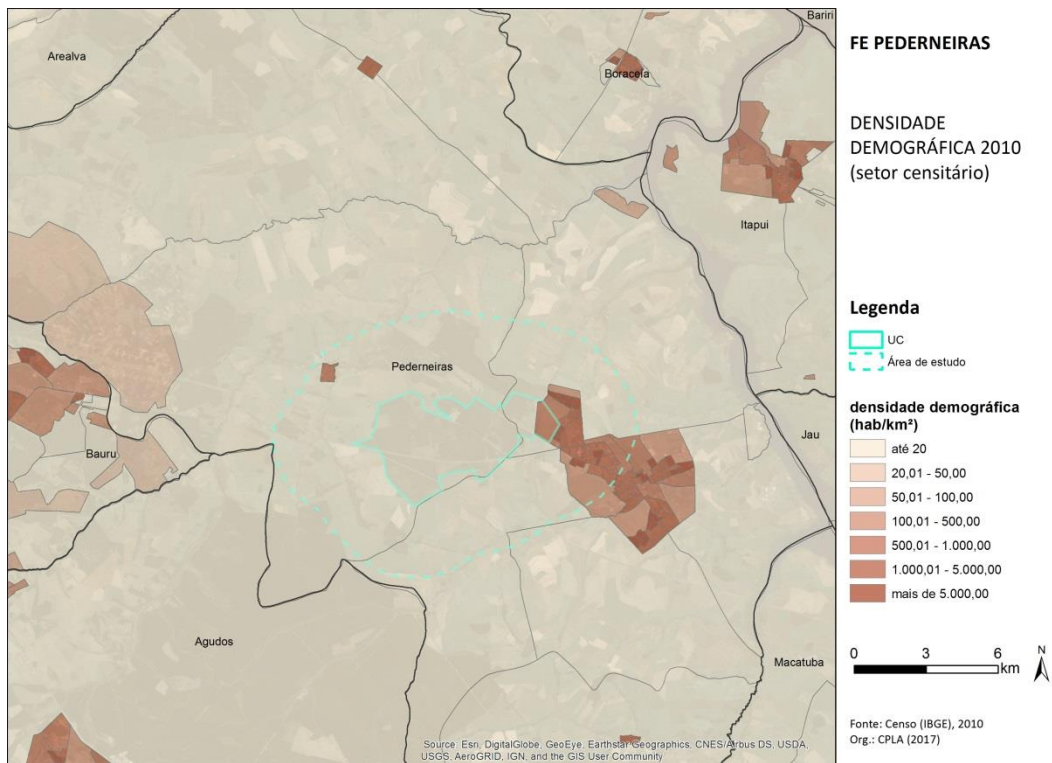 Bariri
Arealva
Boracéia
Itapui
Pederneiras
Bauru
Jau
Agudos
Macatuba
Source: Esri, DigitalGlobe, GeoEye, Earthstar Geographics, CNES/Airbus DS, USDA,
USGS, AeroGRID, IGN, and the GIS User Community
FE PEDERNEIRAS
DENSIDADE
DEMOGRÁFICA 2010
(setor censitário)
Legenda
UC
Área de estudo
densidade demográfica
(hab/km²)
até 20
20,01 - 50,00
50,01 - 100,00
100,01 - 500,00
500,01 - 1.000,00
1.000,01 - 5.000,00
mais de 5.000,00
0 3 6
km
N
Fonte: Censo (IBGE), 2010
Org.: CPLA (2017)